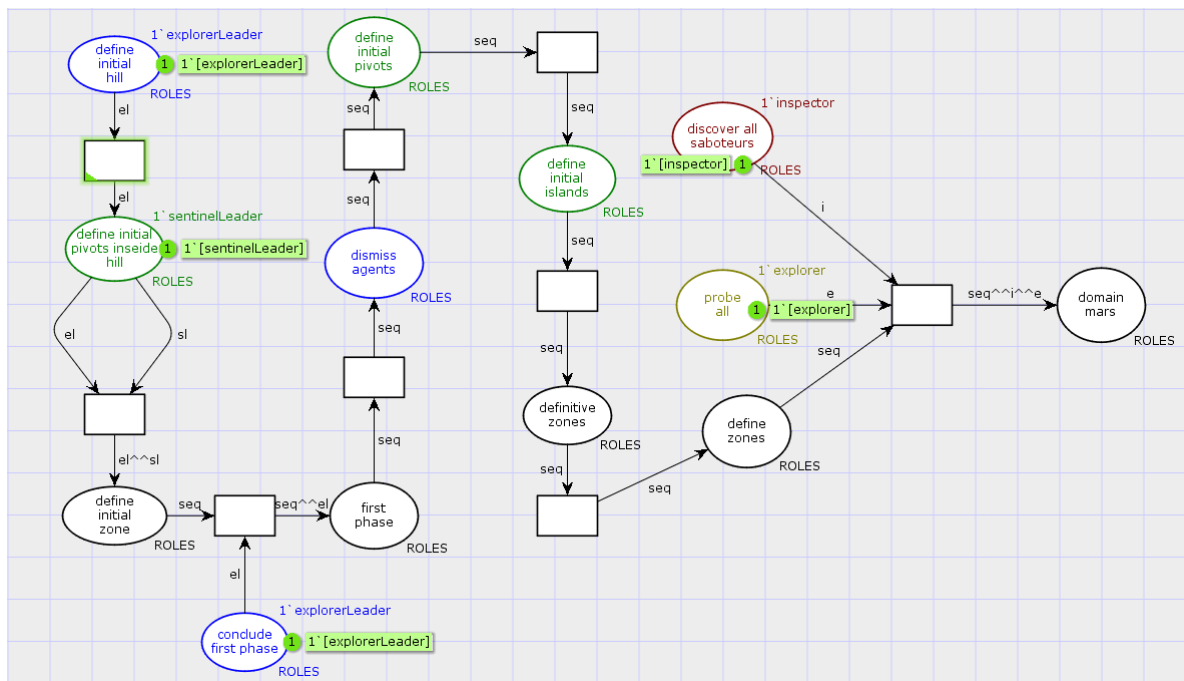 1`explorerLeader
define
initial
hill
1
1`[explorerLeader]
ROLES
el
el
1`sentinelLeader
define initial
pivots inseide
hill
1
1`[sentinelLeader]
ROLES
el
sl
el^^sl
define
initial
zone
ROLES
seq
seq^^el
first
phase
ROLES
el
1`explorerLeader
conclude
first phase
1
1`[explorerLeader]
ROLES
seq
seq
dismiss
agents
ROLES
seq
seq
define
initial
pivots
ROLES
seq
seq
define
initial
islands
ROLES
seq
seq
definitive
zones
ROLES
seq
seq
define
zones
ROLES
seq
1`inspector
discover all
saboteurs
1`[inspector]
1
ROLES
i
1`explorer
probe
all
e
1
1`[explorer]
ROLES
seq^^i^^e
domain
mars
ROLES